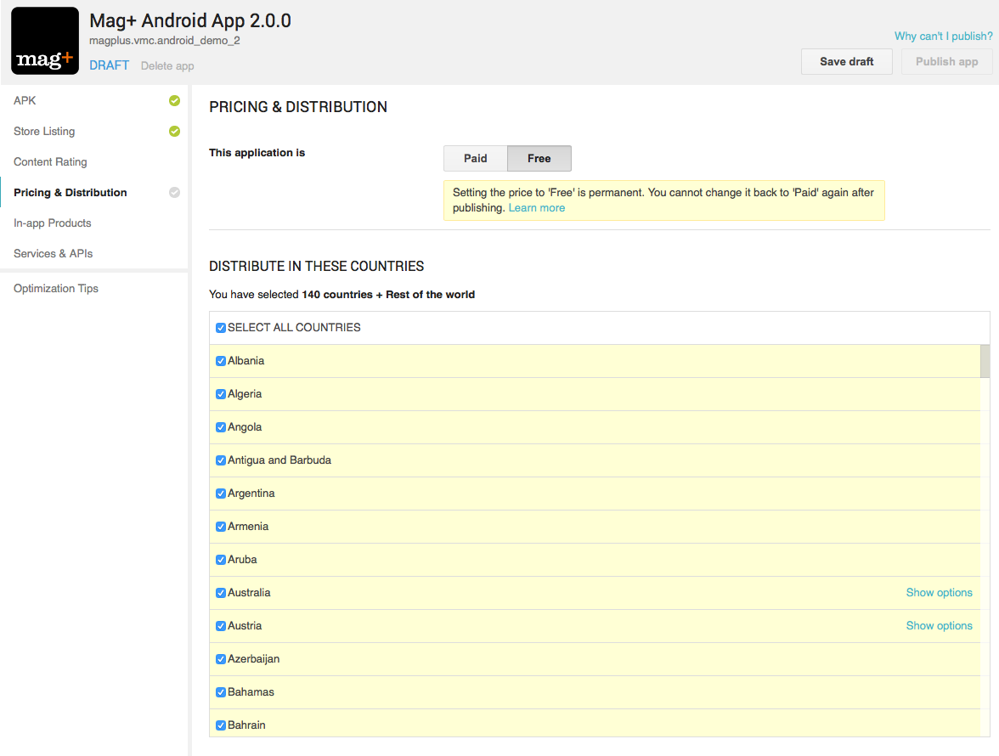 mag+
Mag+ Android App 2.0.0
magplus.vmc.android_demo_2
DRAFT Delete app
Why can't I publish?
Save draft
Publish app
APK
Store Listing
Content Rating
Pricing & Distribution
In-app Products
Services & APIs
Optimization Tips
PRICING & DISTRIBUTION
This application is
Paid
Free
Setting the price to 'Free' is permanent. You cannot change it back to 'Paid' again after
publishing. Learn more
DISTRIBUTE IN THESE COUNTRIES
You have selected 140 countries + Rest of the world
SELECT ALL COUNTRIES
Albania
Algeria
Angola
Antigua and Barbuda
Argentina
Armenia
Aruba
Australia Show options
Austria Show options
Azerbaijan
Bahamas
Bahrain